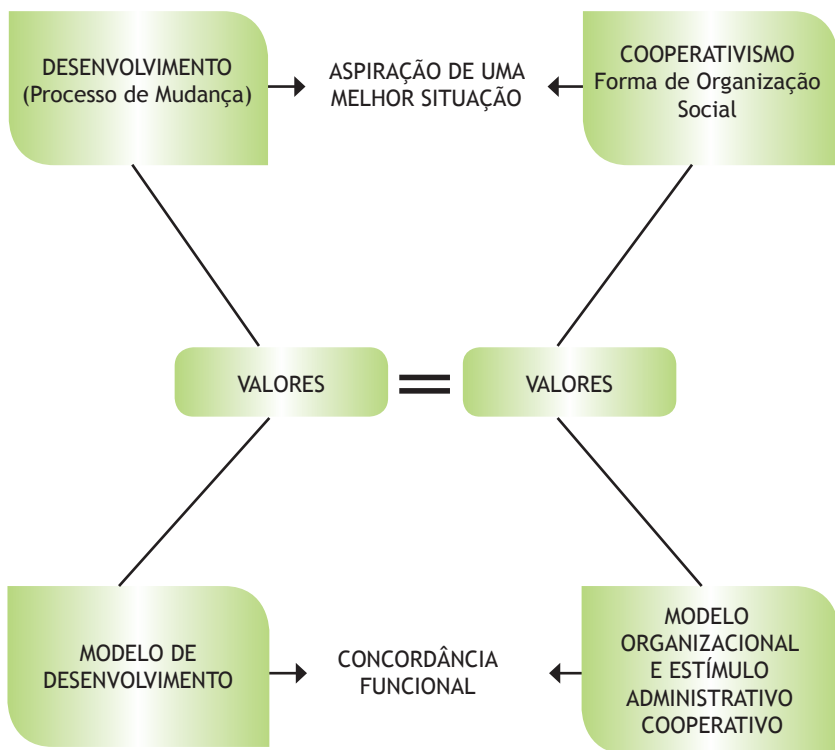 DESENVOLVIMENTO
(Processo de Mudança)
ASPIRAÇÃO DE UMA
MELHOR SITUAÇÃO
COOPERATIVISMO
Forma de Organização
Social
VALORES
=
VALORES
MODELO DE
DESENVOLVIMENTO
CONCORDÂNCIA
FUNCIONAL
MODELO
ORGANIZACIONAL
E ESTÍMULO
ADMINISTRATIVO
COOPERATIVO